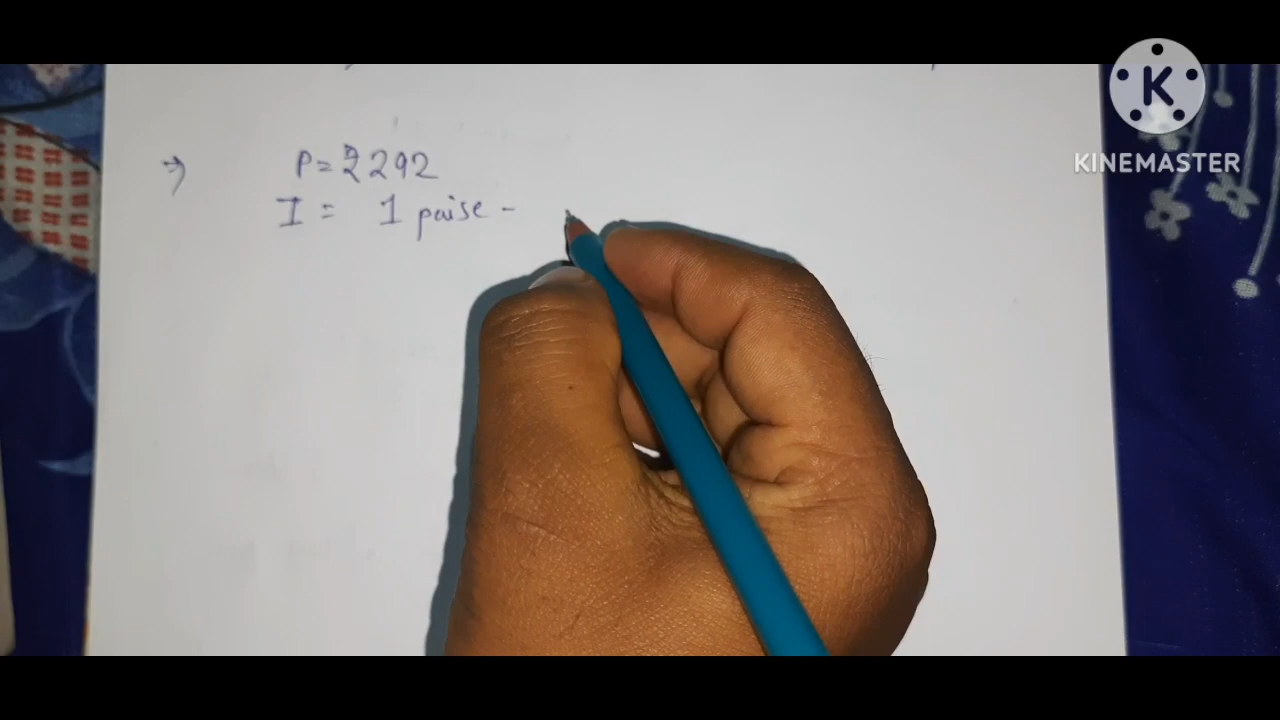 ⇒ P = ₹ 292
I = 1 paise -
K
KINEMASTER